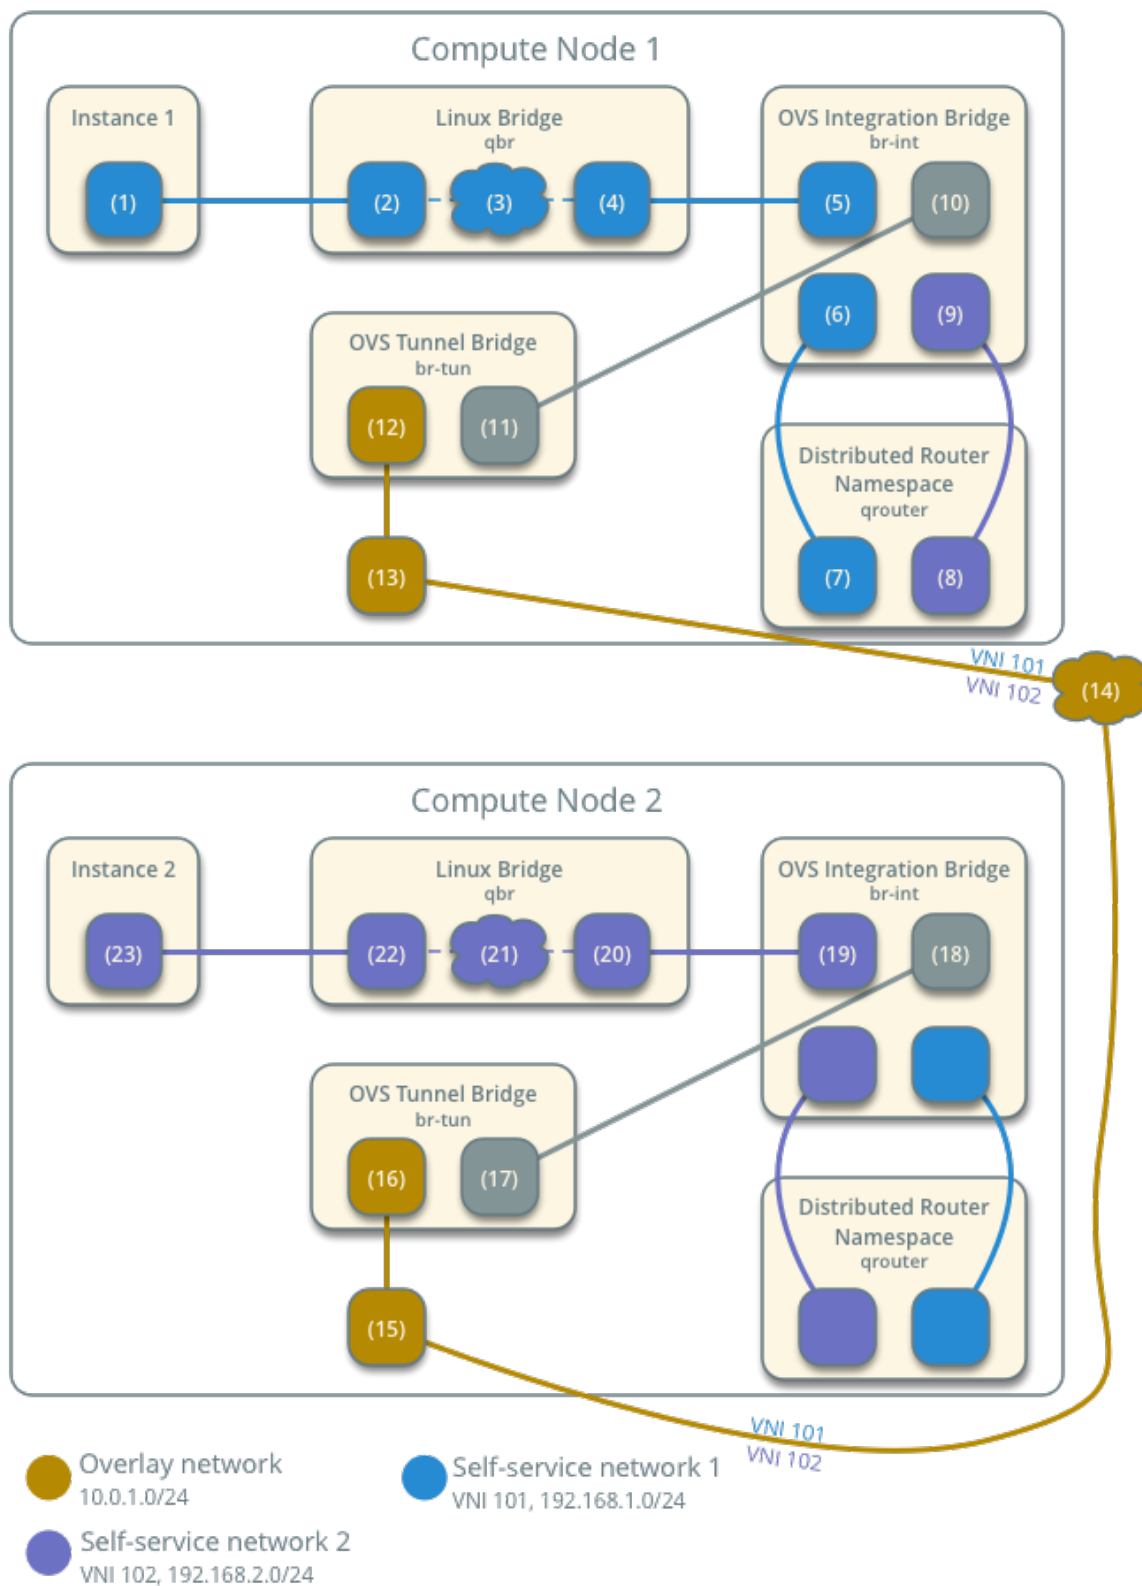 Compute Node 1
Instance 1
Linux Bridge
qbr
OVS Integration Bridge
br-int
(1)
(2)
(3)
(4)
(5)
(10)
(6)
(9)
OVS Tunnel Bridge
br-tun
(12)
(11)
Distributed Router
Namespace
qrouter
(13)
(7)
(8)
VNI 101
VNI 102
(14)
Compute Node 2
Instance 2
Linux Bridge
qbr
OVS Integration Bridge
br-int
(23)
(22)
(21)
(20)
(19)
(18)
OVS Tunnel Bridge
br-tun
(16)
(17)
Distributed Router
Namespace
qrouter
(15)
VNI 101
VNI 102
Overlay network
10.0.1.0/24
Self-service network 1
VNI 101, 192.168.1.0/24
Self-service network 2
VNI 102, 192.168.2.0/24